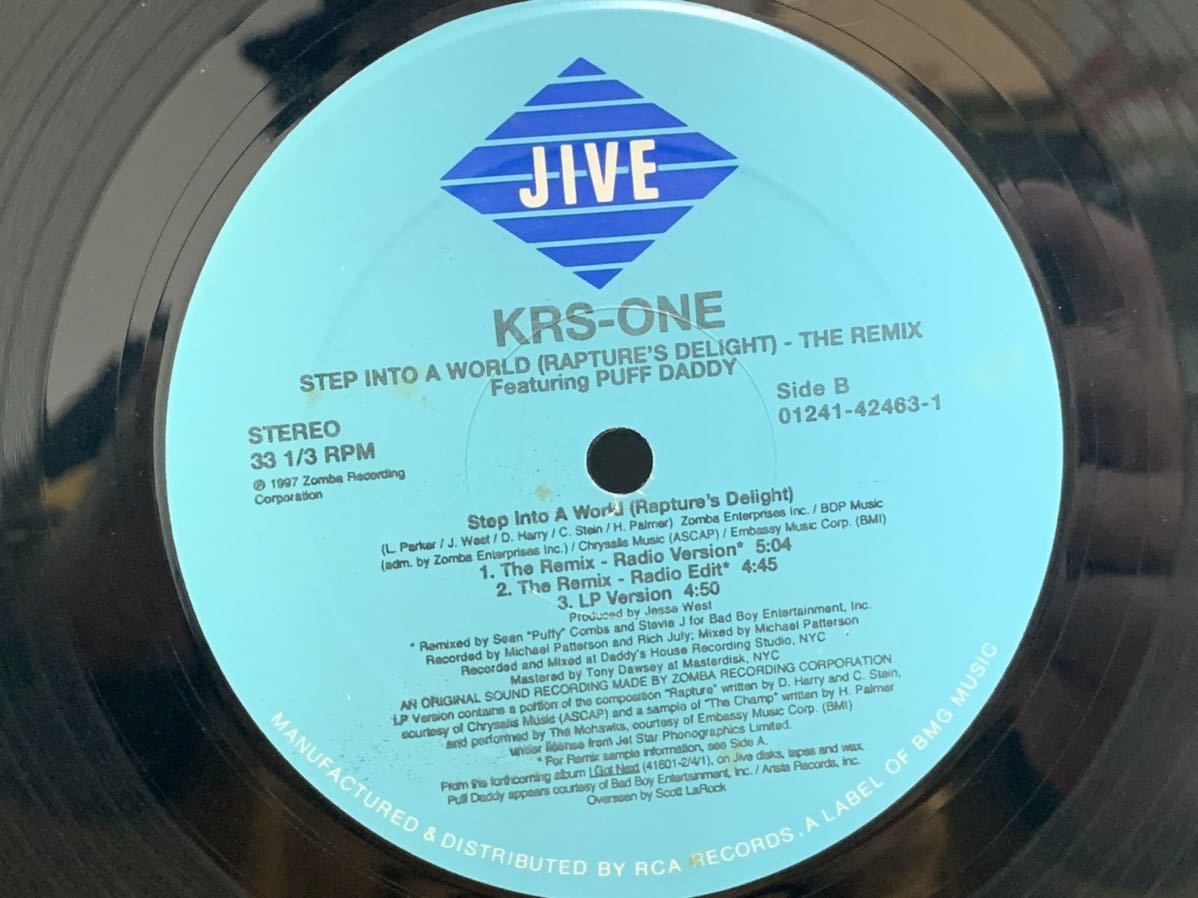 JIVE
KRS-ONE
STEP INTO A WORLD (RAPTURE'S DELIGHT) - THE REMIX
Featuring PUFF DADDY
STEREO
33 1/3 RPM
℗ 1997 Zomba Recording
Corporation
Side B
01241-42463-1
Step Into A World (Rapture's Delight)
(L. Parker / J. West / D. Harry / C. Stein / H. Palmer) Zomba Enterprises Inc. / BDP Music
(adm. by Zomba Enterprises Inc.) / Chrysalis Music (ASCAP) / Embassy Music Corp. (BMI)
1. The Remix - Radio Version* 5:04
2. The Remix - Radio Edit* 4:45
3. LP Version 4:50
Produced by Jesse West
* Remixed by Sean "Puffy" Combs and Stevie J for Bad Boy Entertainment, Inc.
Recorded by Michael Patterson and Rich July; Mixed by Michael Patterson
Recorded and Mixed at Daddy's House Recording Studio, NYC
Mastered by Tony Dawsey at Masterdisk, NYC
AN ORIGINAL SOUND RECORDING MADE BY ZOMBA RECORDING CORPORATION
LP Version contains a portion of the composition "Rapture" written by D. Harry and C. Stein,
courtesy of Chrysalis Music (ASCAP) and a sample of "The Champ" written by H. Palmer
and performed by The Mohawks, courtesy of Embassy Music Corp. (BMI)
under license from Jet Star Phonographics Limited.
* For Remix sample information, see Side A.
From the forthcoming album I Got Next (41601-2/4/1), on Jive disks, tapes and wax.
Puff Daddy appears courtesy of Bad Boy Entertainment, Inc. / Arista Records, Inc.
Overseen by Scott LaRock
MANUFACTURED & DISTRIBUTED BY RCA RECORDS, A LABEL OF BMG MUSIC